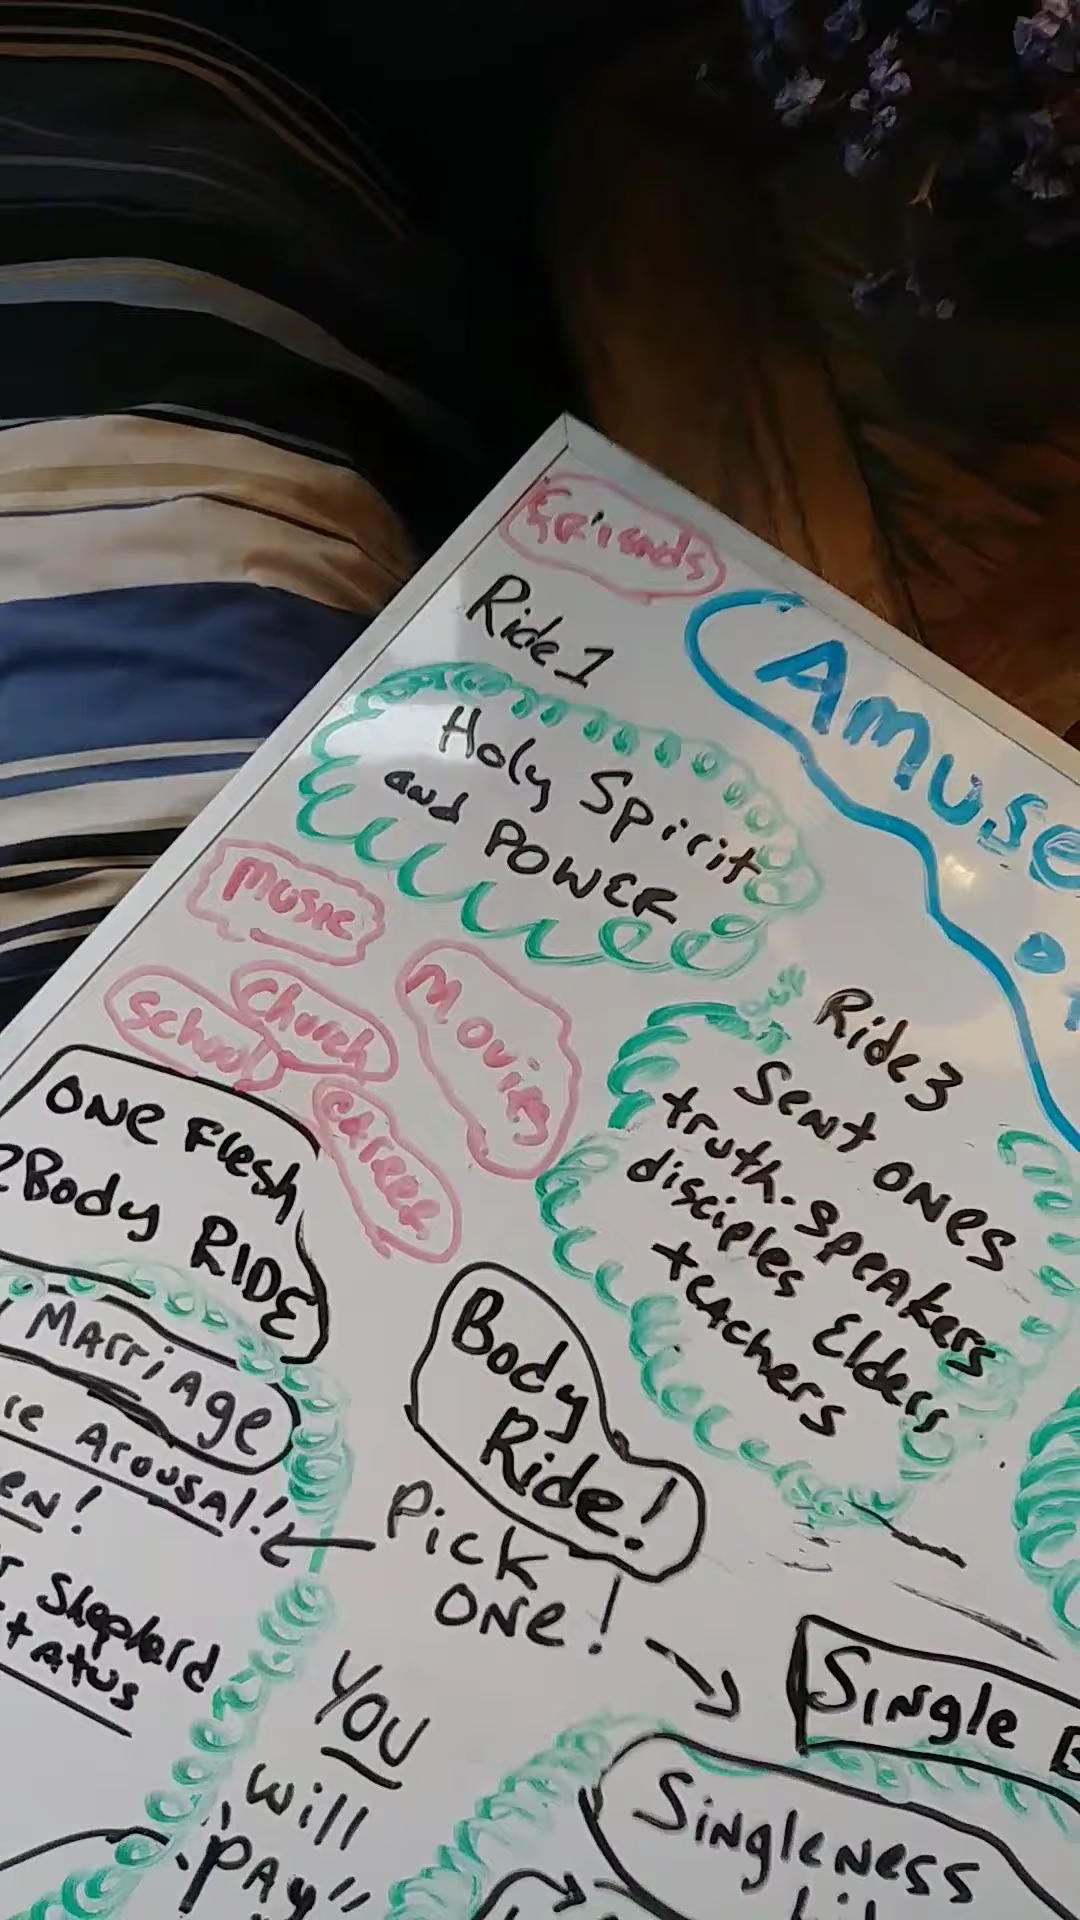 Friends
Ride 1
Amuse
Holy Spirit
and POWER
Music
Church
School
Movies
Career
Ride 3
Sent ONES
truth-speakers
disciples Elders
teachers
ONE Flesh
2Body RIDE
Marriage
Arousal!
Body
Ride!
Pick
ONE!
Shepherd
Status
YOU
will
"PAY"
Single
Singleness